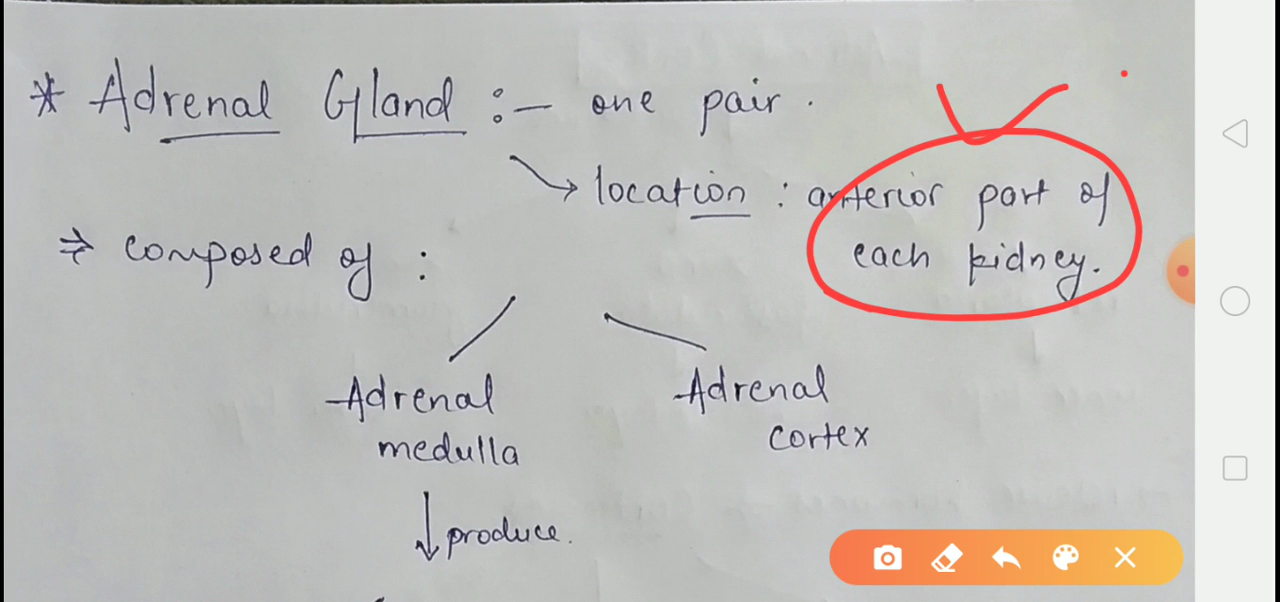 * Adrenal Gland :- one pair.
→ location : anterior part of
each kidney.
⇒ composed of :
Adrenal
medulla
Adrenal
cortex
↓ produce.